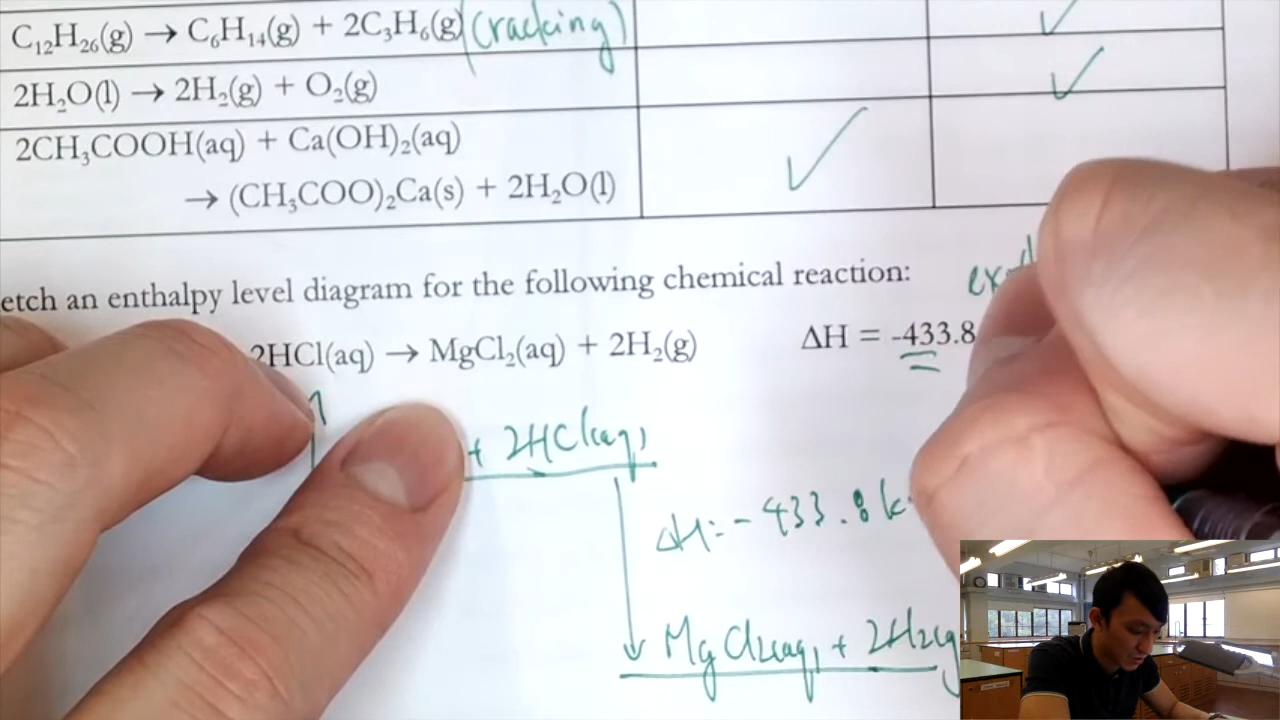 C₁₂H₂₆(g) → C₆H₁₄(g) + 2C₃H₆(g) (cracking)
2H₂O(l) → 2H₂(g) + O₂(g)
2CH₃COOH(aq) + Ca(OH)₂(aq)
→ (CH₃COO)₂Ca(s) + 2H₂O(l)
etch an enthalpy level diagram for the following chemical reaction:
2HCl(aq) → MgCl₂(aq) + 2H₂(g) ΔH = -433.8
+ 2HCl(aq)
ΔH = - 433.8 k
MgCl₂(aq) + 2H₂(g